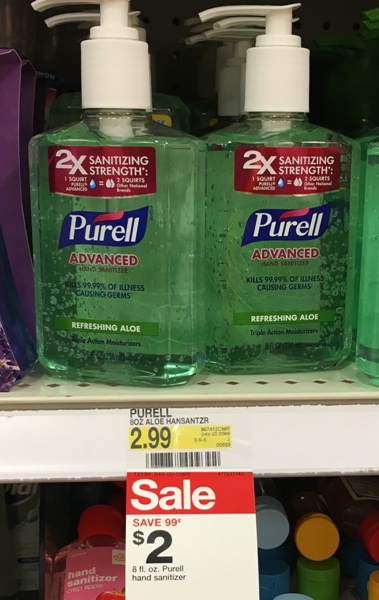 2X SANITIZING
STRENGTH*:
1 SQUIRT
PURELL®
ADVANCED
=
2 SQUIRTS
Other National
Brands
Purell
ADVANCED
HAND SANITIZER
KILLS 99.99% OF ILLNESS
CAUSING GERMS
REFRESHING ALOE
Triple Action Moisturizers
2X SANITIZING
STRENGTH*:
1 SQUIRT
PURELL®
ADVANCED
=
2 SQUIRTS
Other National
Brands
Purell
ADVANCED
HAND SANITIZER
KILLS 99.99% OF ILLNESS
CAUSING GERMS
REFRESHING ALOE
Triple Action Moisturizers
PURELL
8OZ ALOE HANSANTZR
2.99
Sale
SAVE 99¢
$2
8 fl. oz. Purell
hand sanitizer
hand
sanitizer